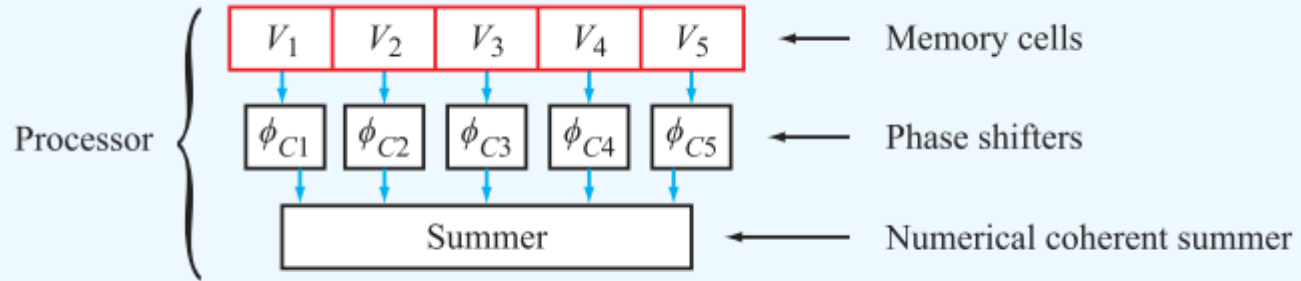 V₁ V₂ V₃ V₄ V₅ Memory cells
Processor ϕC1 ϕC2 ϕC3 ϕC4 ϕC5 Phase shifters
Summer Numerical coherent summer